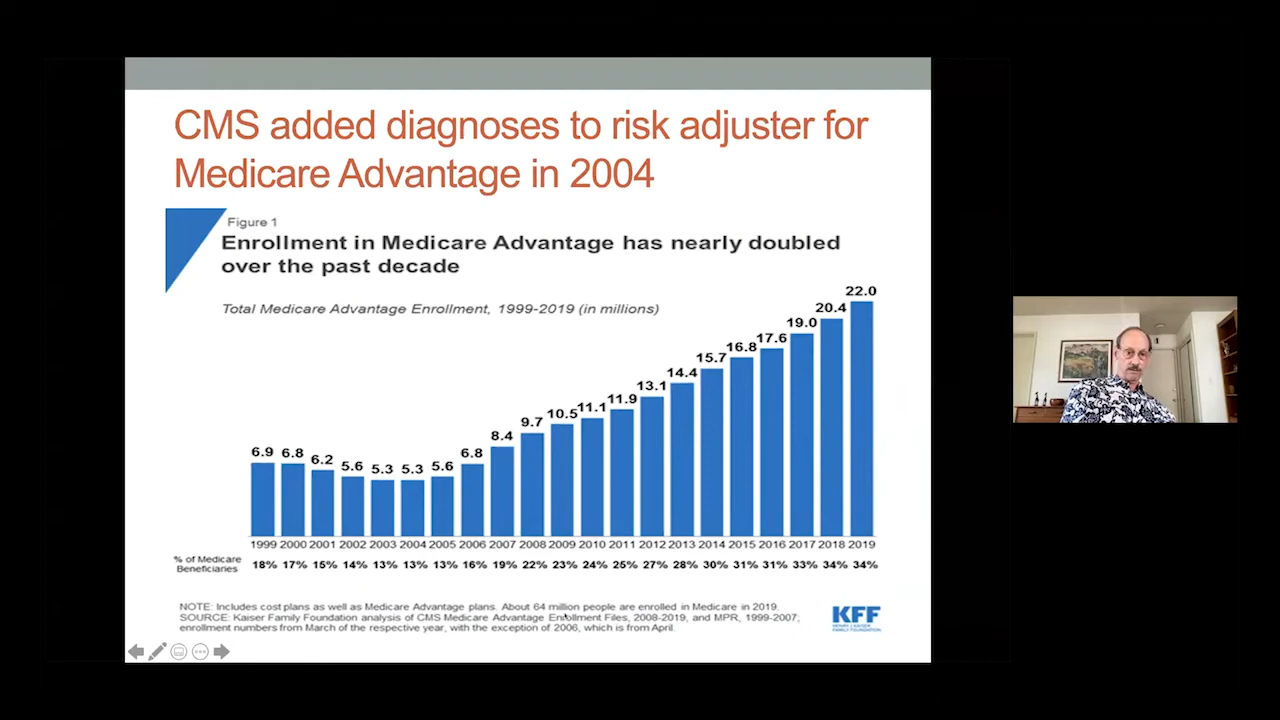 CMS added diagnoses to risk adjuster for
Medicare Advantage in 2004
Figure 1
Enrollment in Medicare Advantage has nearly doubled
over the past decade
Total Medicare Advantage Enrollment, 1999-2019 (in millions)
6.9 6.8 6.2 5.6 5.3 5.3 5.6 6.8 8.4 9.7 10.5 11.1 11.9 13.1 14.4 15.7 16.8 17.6 19.0 20.4 22.0
1999 2000 2001 2002 2003 2004 2005 2006 2007 2008 2009 2010 2011 2012 2013 2014 2015 2016 2017 2018 2019
% of Medicare
Beneficiaries
18% 17% 15% 14% 13% 13% 13% 16% 19% 22% 23% 24% 25% 27% 28% 30% 31% 31% 33% 34% 34%
NOTE: Includes cost plans as well as Medicare Advantage plans. About 64 million people are enrolled in Medicare in 2019.
SOURCE: Kaiser Family Foundation analysis of CMS Medicare Advantage Enrollment Files, 2008-2019, and MPR, 1999-2007;
enrollment numbers from March of the respective year, with the exception of 2006, which is from April.
KFF
HENRY J KAISER
FAMILY FOUNDATION